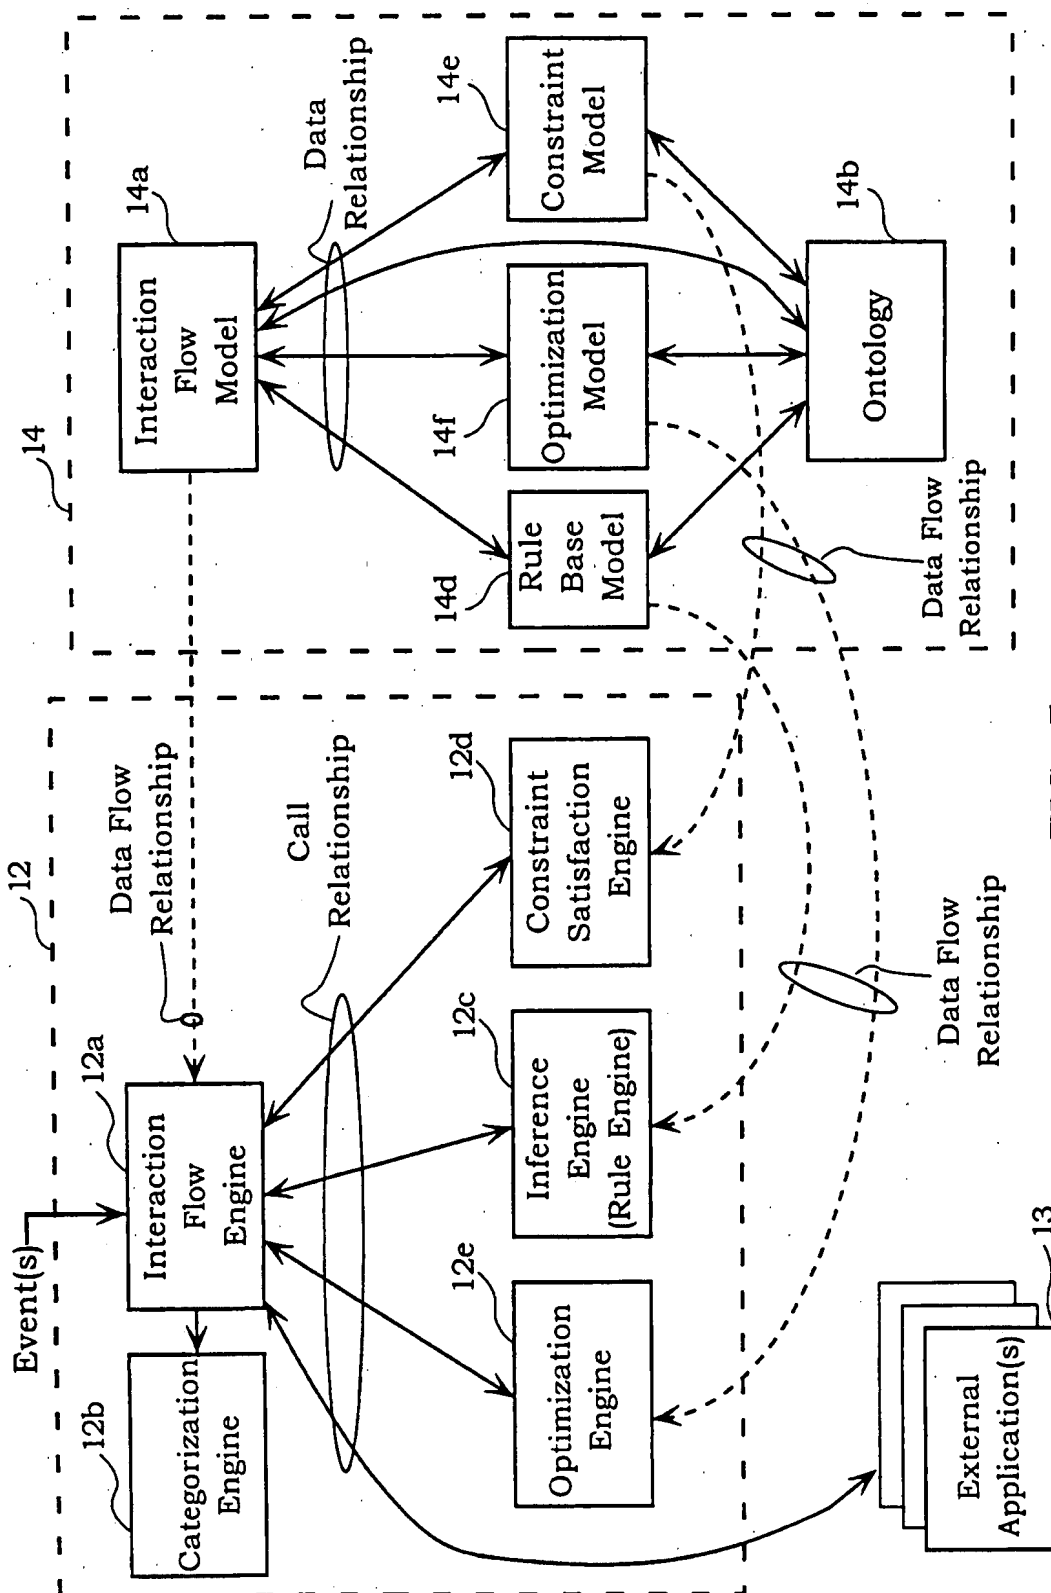 Event(s)
12
12b
Categorization
Engine
12a
Interaction
Flow
Engine
Data Flow
Relationship
Call
Relationship
12e
Optimization
Engine
12c
Inference
Engine
(Rule Engine)
12d
Constraint
Satisfaction
Engine
13
External
Application(s)
Data Flow
Relationship
14
14a
Interaction
Flow
Model
Data
Relationship
14d
Rule
Base
Model
14f
Optimization
Model
14e
Constraint
Model
14b
Ontology
Data Flow
Relationship